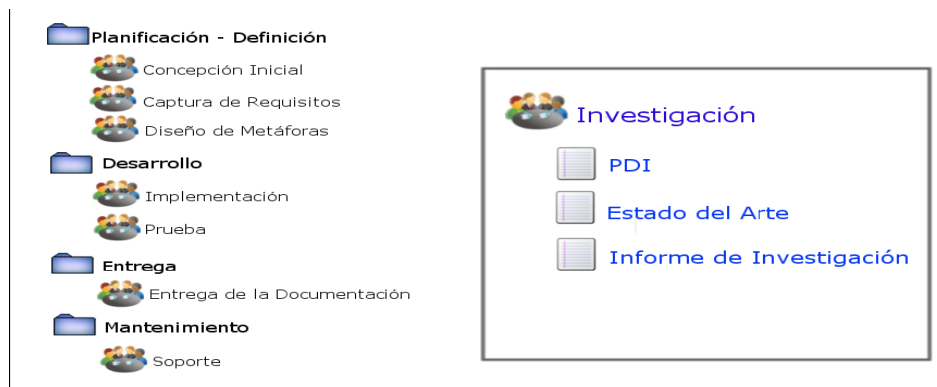 Planificación - Definición
Concepción Inicial
Captura de Requisitos
Diseño de Metáforas
Desarrollo
Implementación
Prueba
Entrega
Entrega de la Documentación
Mantenimiento
Soporte
Investigación
PDI
Estado del Arte
Informe de Investigación